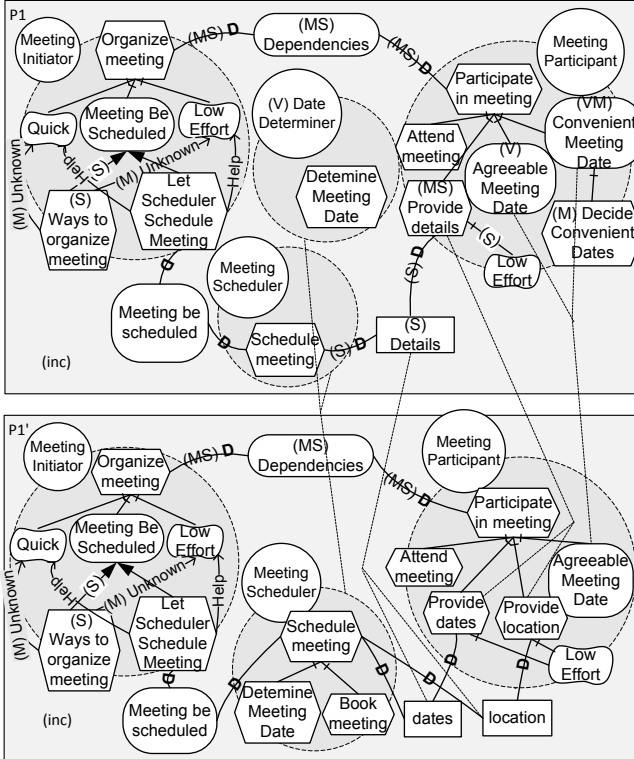 P1
Meeting
Initiator
Organize
meeting
(MS) D
(MS)
Dependencies
(MS) D
Meeting
Participant
Participate
in meeting
(V) Date
Determiner
Detemine
Meeting
Date
Quick
Meeting Be
Scheduled
Low
Effort
(M) Unknown
Help
(S)
(M) Unknown
Help
(S)
Ways to
organize
meeting
Let
Scheduler
Schedule
Meeting
Attend
meeting
(V)
Agreeable
Meeting
Date
(VM)
Convenient
Meeting
Date
(MS)
Provide
details
(M) Decide
Convenient
Dates
(S)
Low
Effort
D
Meeting
Scheduler
Meeting be
scheduled
D
Schedule
meeting
(S) D
(S) D
(S)
Details
(inc)
P1'
Meeting
Initiator
Organize
meeting
(MS) D
(MS)
Dependencies
(MS) D
Meeting
Participant
Participate
in meeting
Quick
Meeting Be
Scheduled
Low
Effort
(M) Unknown
Help
(S)
(M) Unknown
Help
(S)
Ways to
organize
meeting
Let
Scheduler
Schedule
Meeting
Meeting
Scheduler
Schedule
meeting
Attend
meeting
Agreeable
Meeting
Date
Provide
dates
Provide
location
Low
Effort
D
D
D
D
D
D
Meeting be
scheduled
Detemine
Meeting
Date
Book
meeting
dates
location
(inc)